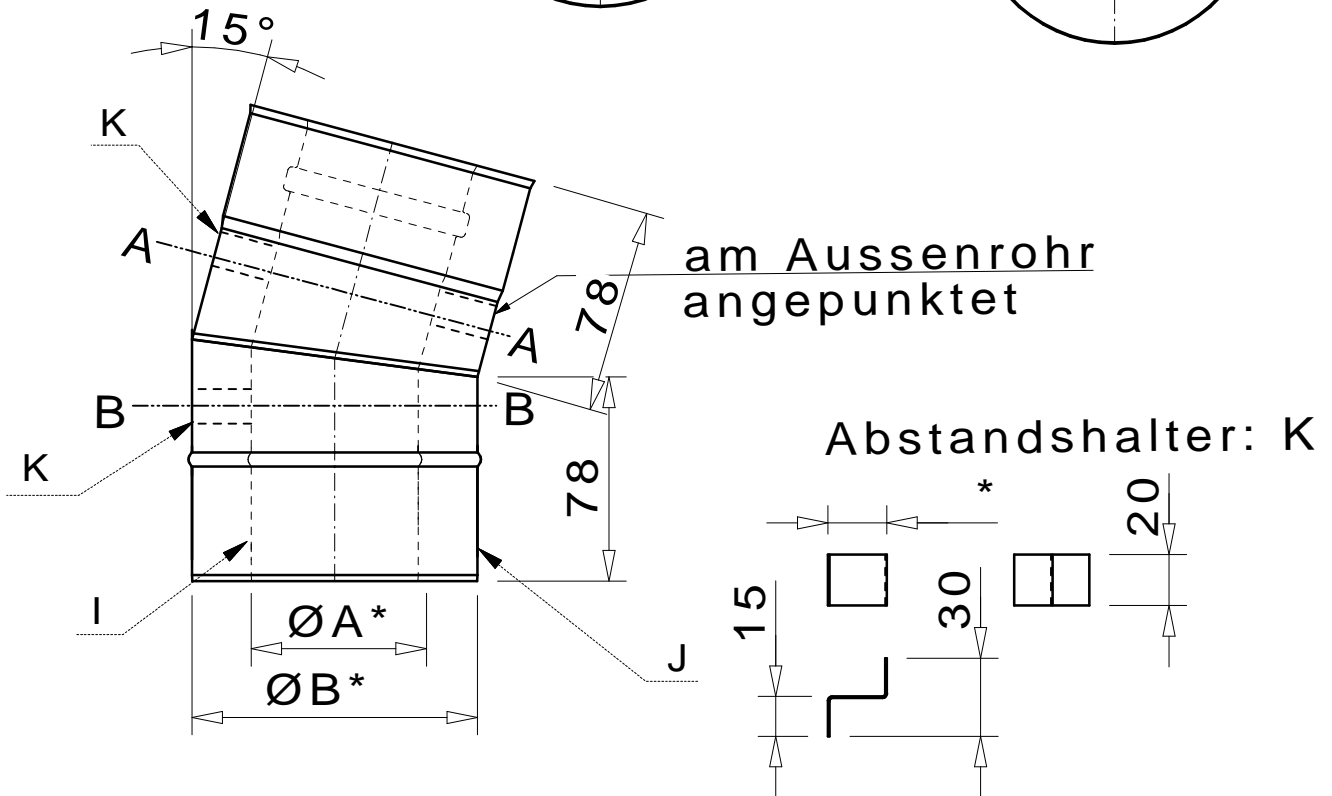 15°
K
A
am Aussenrohr
angepunktet
78
A
B
B
Abstandshalter: K
K
78
*
20
15
30
I
ØA*
J
ØB*